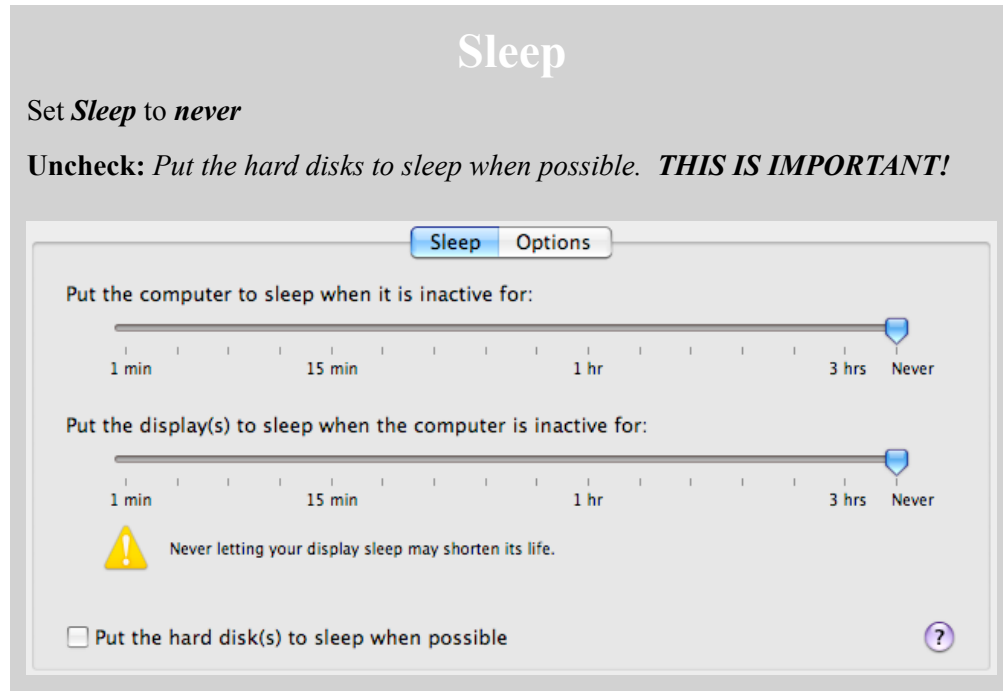 Sleep
Set Sleep to never
Uncheck: Put the hard disks to sleep when possible. THIS IS IMPORTANT!
Sleep Options
Put the computer to sleep when it is inactive for:
1 min 15 min 1 hr 3 hrs Never
Put the display(s) to sleep when the computer is inactive for:
1 min 15 min 1 hr 3 hrs Never
Never letting your display sleep may shorten its life.
Put the hard disk(s) to sleep when possible ?